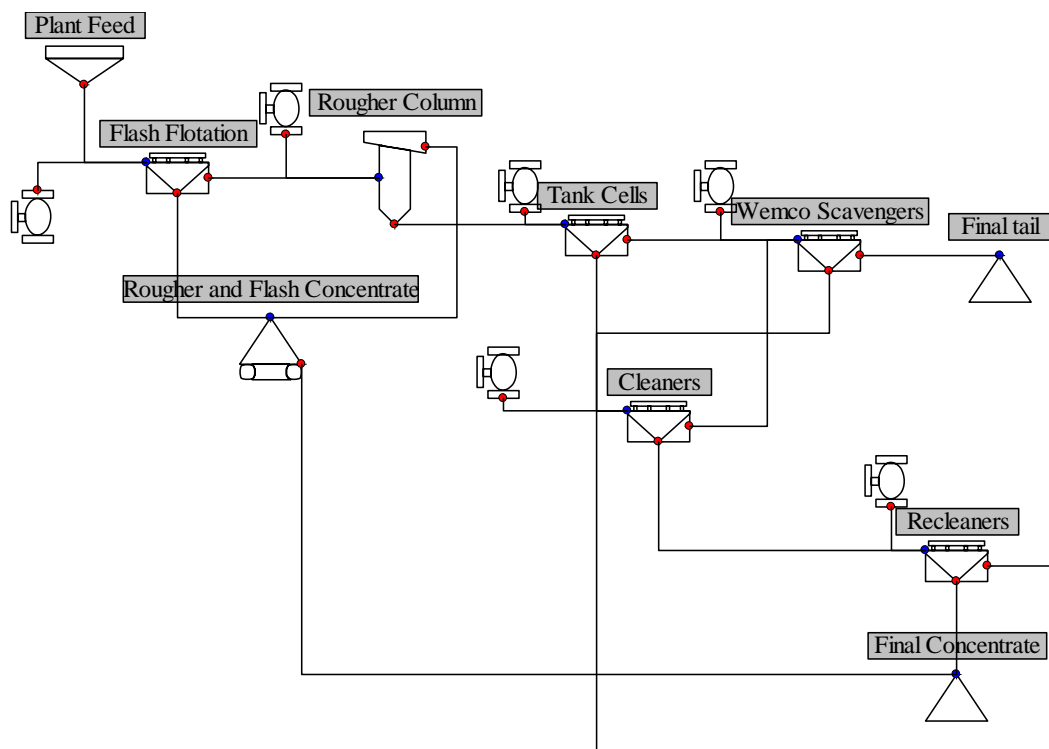 Plant Feed
Rougher Column
Flash Flotation
Tank Cells
Wemco Scavengers
Final tail
Rougher and Flash Concentrate
Cleaners
Recleaners
Final Concentrate